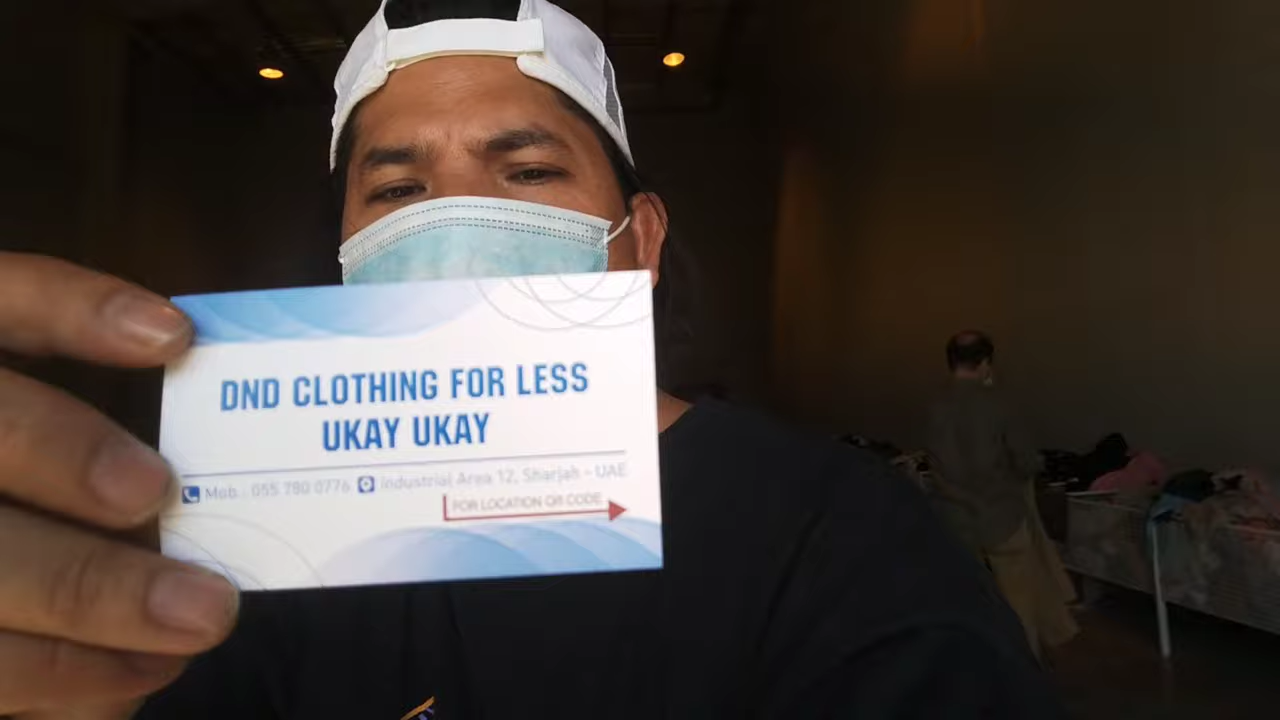 DND CLOTHING FOR LESS
UKAY UKAY
Mob.: 055 780 0776 Industrial Area 12, Sharjah - UAE
FOR LOCATION QR CODE